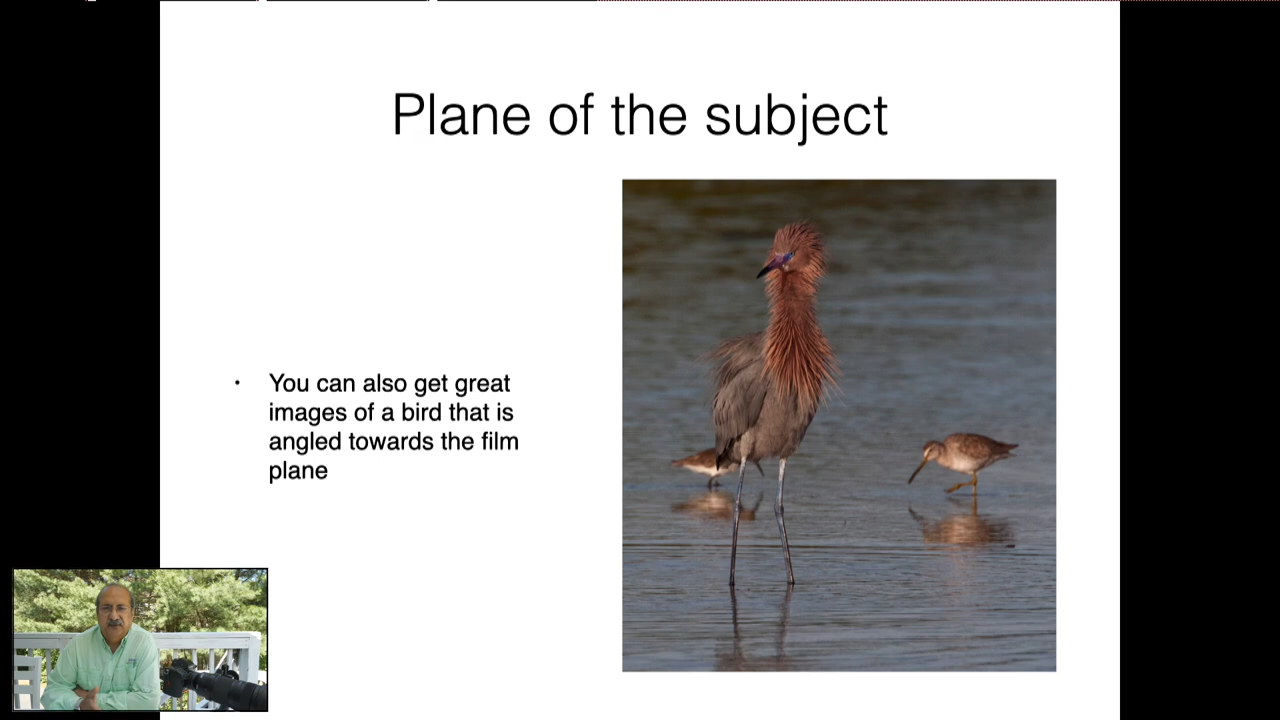 Plane of the subject
• You can also get great
images of a bird that is
angled towards the film
plane